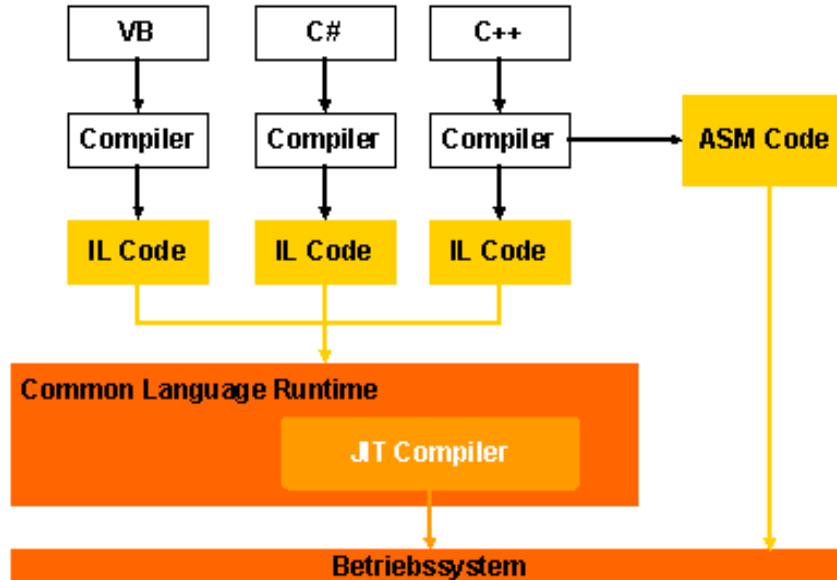 VB
C#
C++
Compiler
Compiler
Compiler
ASM Code
IL Code
IL Code
IL Code
Common Language Runtime
JIT Compiler
Betriebssystem